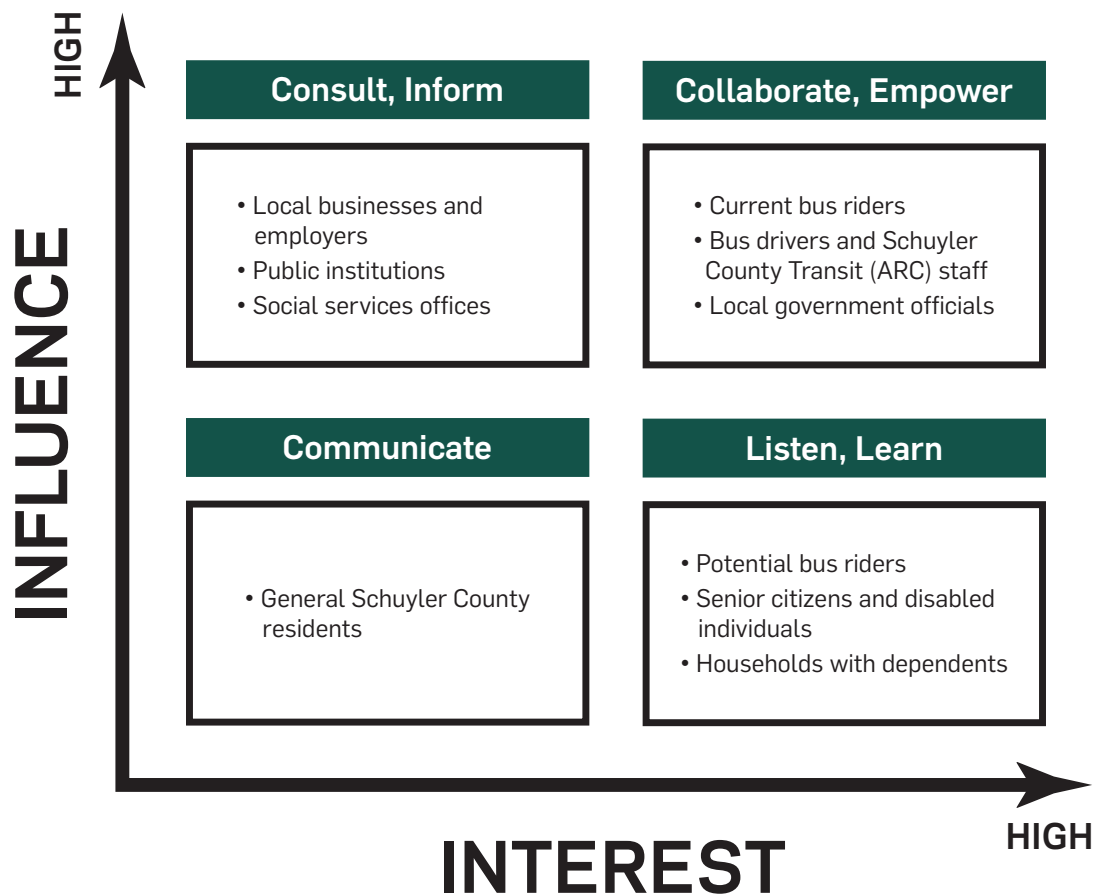 HIGH
INFLUENCE
Consult, Inform
• Local businesses and
employers
• Public institutions
• Social services offices
Collaborate, Empower
• Current bus riders
• Bus drivers and Schuyler
County Transit (ARC) staff
• Local government officials
Communicate
• General Schuyler County
residents
Listen, Learn
• Potential bus riders
• Senior citizens and disabled
individuals
• Households with dependents
HIGH
INTEREST